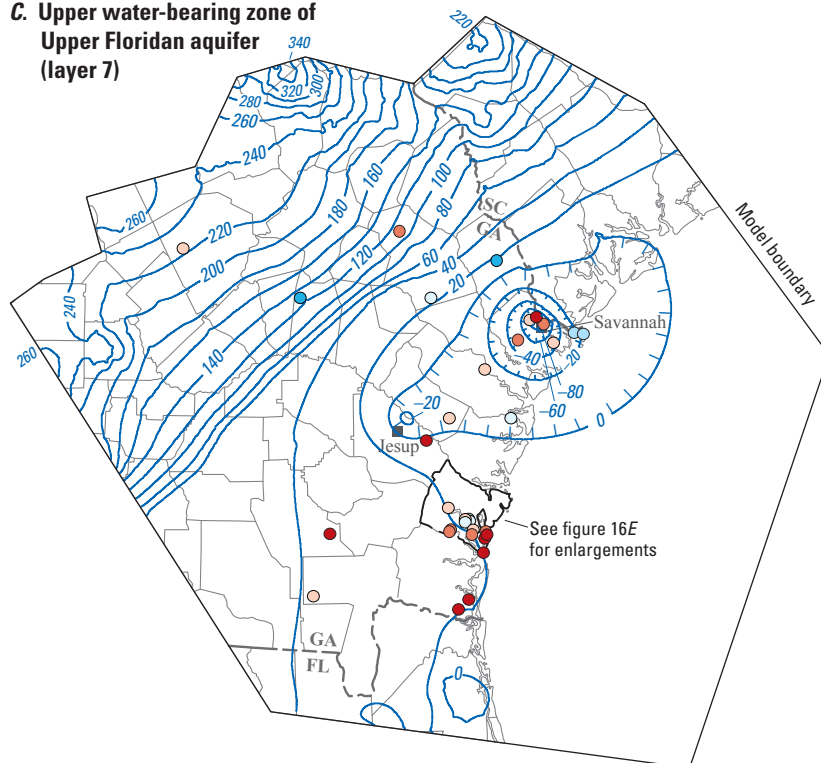 C. Upper water-bearing zone of
Upper Floridan aquifer
(layer 7)
220
340
320
300
280
260
240
260
220
200
180
160
140
120
100
80
60
40
20
240
260
SC
GA
Model boundary
Savannah
–40
–20
–80
–60
0
–20
Jesup
See figure 16E
for enlargements
GA
FL
0